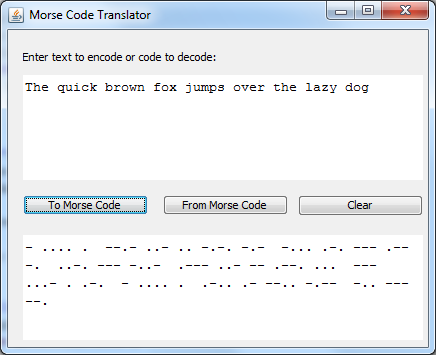 Morse Code Translator
Enter text to encode or code to decode:
The quick brown fox jumps over the lazy dog
To Morse Code From Morse Code Clear
- .... .  --.- ..- .. -.-. -.-  -... .-. --- .--
-.  ..-. --- -..-  .--- ..- -- .--. ...  ---
...- . .-.  - .... .  .-.. .- --.. -.--  -.. ---
--.